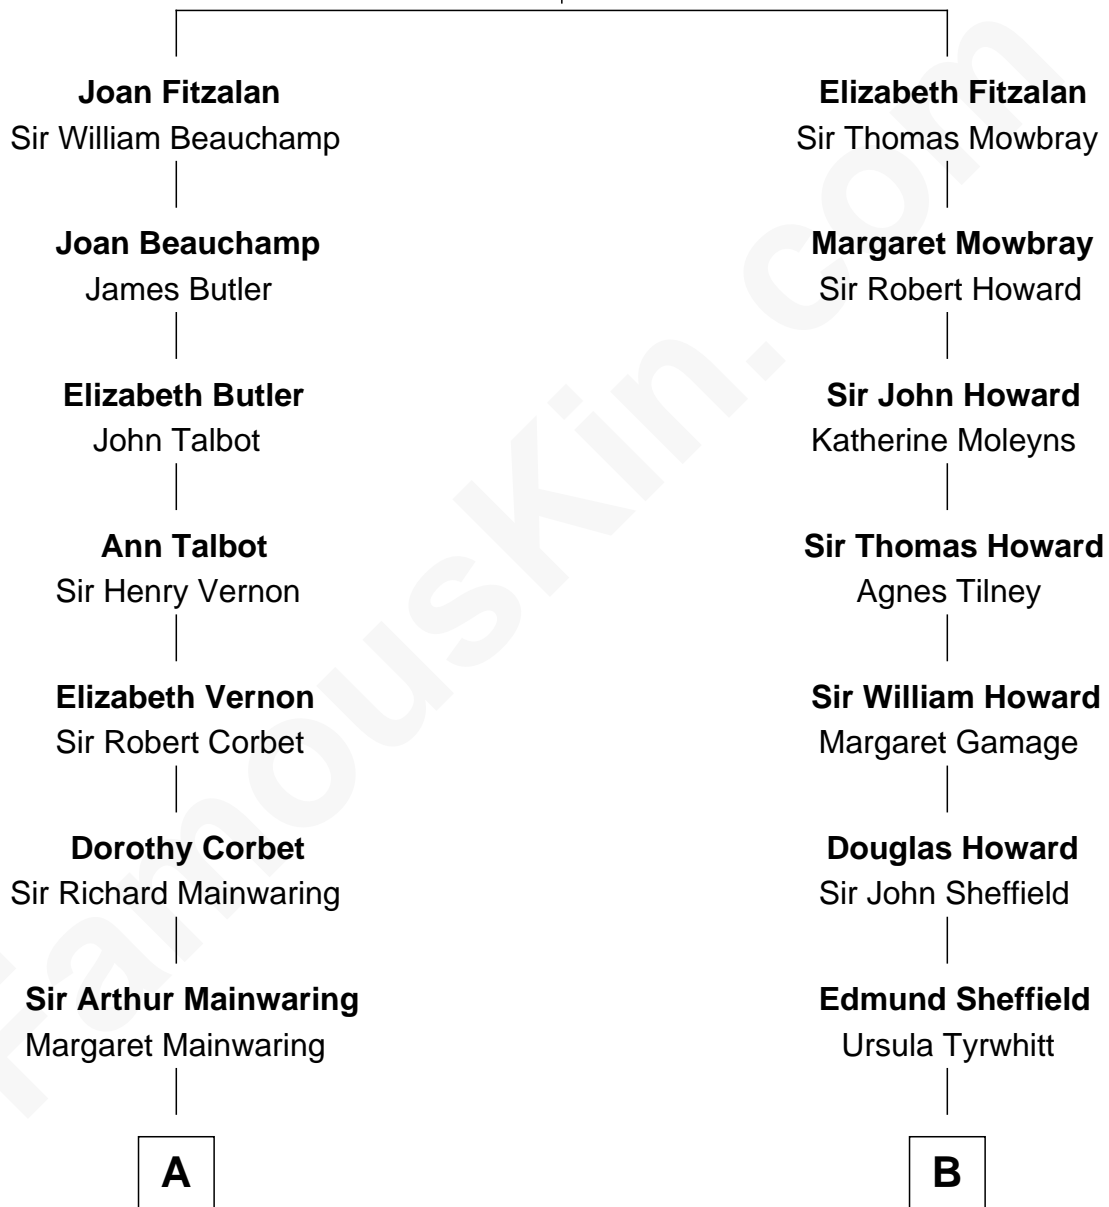 Joan Fitzalan
Sir William Beauchamp
Joan Beauchamp
James Butler
Elizabeth Butler
John Talbot
Ann Talbot
Sir Henry Vernon
Elizabeth Vernon
Sir Robert Corbet
Dorothy Corbet
Sir Richard Mainwaring
Sir Arthur Mainwaring
Margaret Mainwaring
A
Elizabeth Fitzalan
Sir Thomas Mowbray
Margaret Mowbray
Sir Robert Howard
Sir John Howard
Katherine Moleyns
Sir Thomas Howard
Agnes Tilney
Sir William Howard
Margaret Gamage
Douglas Howard
Sir John Sheffield
Edmund Sheffield
Ursula Tyrwhitt
B
FamousKin.com